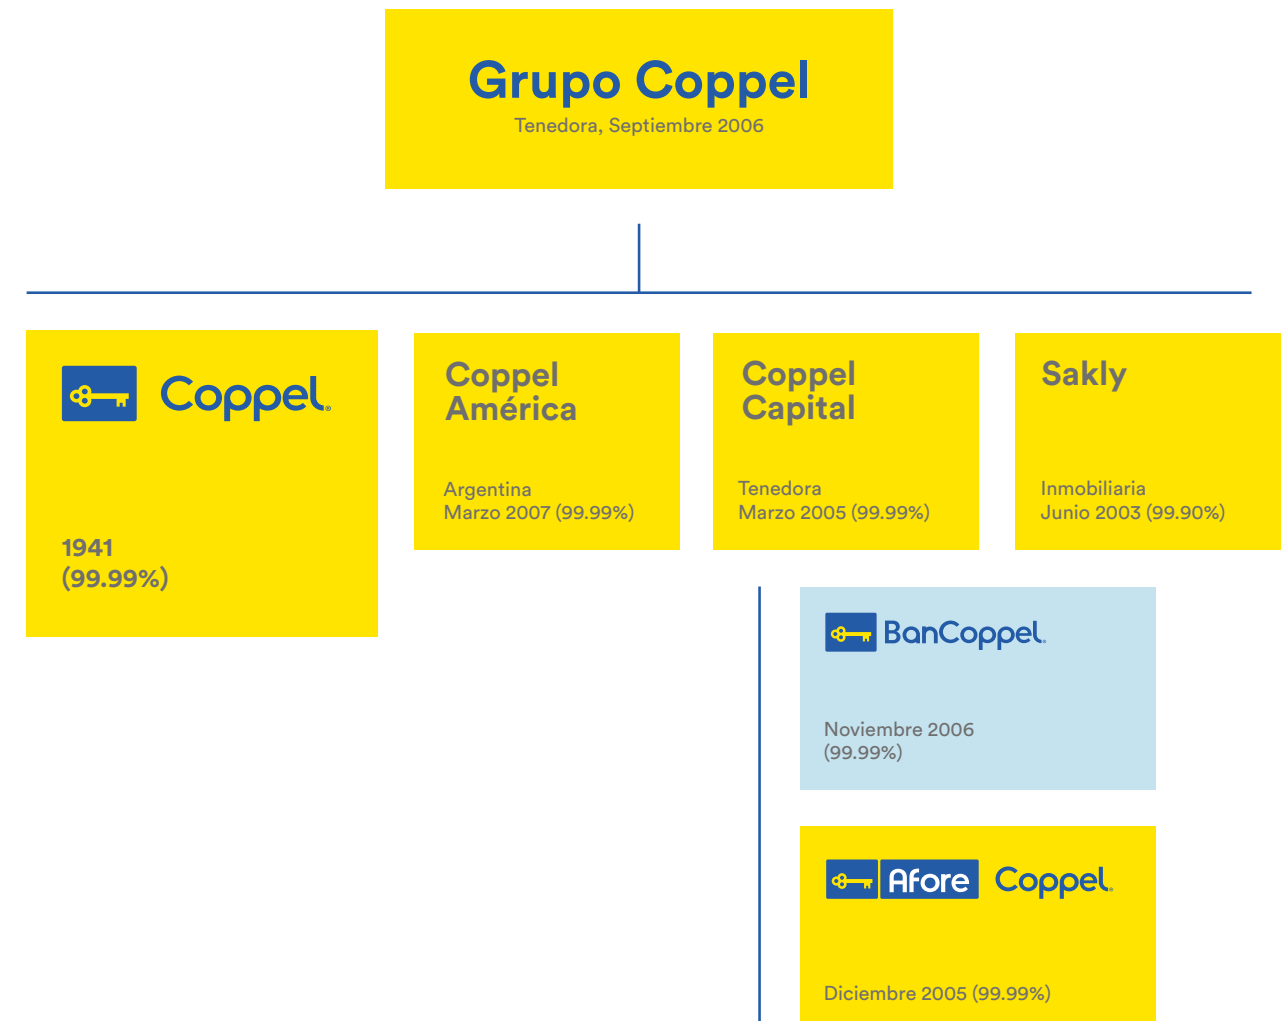 Grupo Coppel
Tenedora, Septiembre 2006
Coppel
1941
(99.99%)
Coppel
América
Argentina
Marzo 2007 (99.99%)
Coppel
Capital
Tenedora
Marzo 2005 (99.99%)
Sakly
Inmobiliaria
Junio 2003 (99.90%)
BanCoppel
Noviembre 2006
(99.99%)
Afore Coppel
Diciembre 2005 (99.99%)